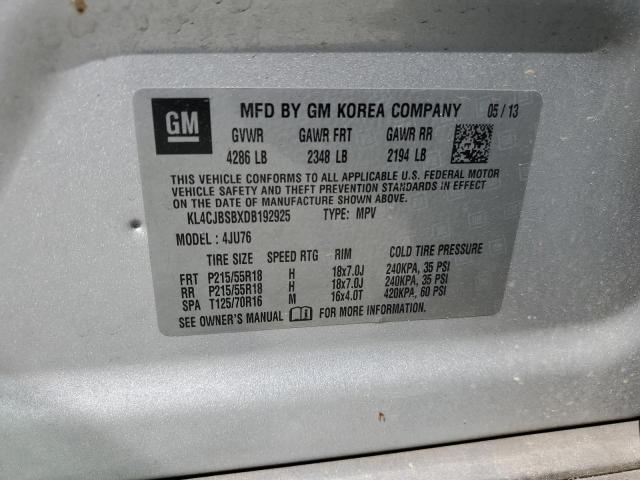 GM MFD BY GM KOREA COMPANY 05 / 13
GVWR GAWR FRT GAWR RR
4286 LB 2348 LB 2194 LB
THIS VEHICLE CONFORMS TO ALL APPLICABLE U.S. FEDERAL MOTOR
VEHICLE SAFETY AND THEFT PREVENTION STANDARDS IN EFFECT
ON THE DATE OF MANUFACTURE SHOWN ABOVE.
KL4CJBSBXDB192925 TYPE: MPV
MODEL : 4JU76
TIRE SIZE SPEED RTG RIM COLD TIRE PRESSURE
FRT P215/55R18 H 18x7.0J 240KPA, 35 PSI
RR P215/55R18 H 18x7.0J 240KPA, 35 PSI
SPA T125/70R16 M 16x4.0T 420KPA, 60 PSI
SEE OWNER'S MANUAL FOR MORE INFORMATION.